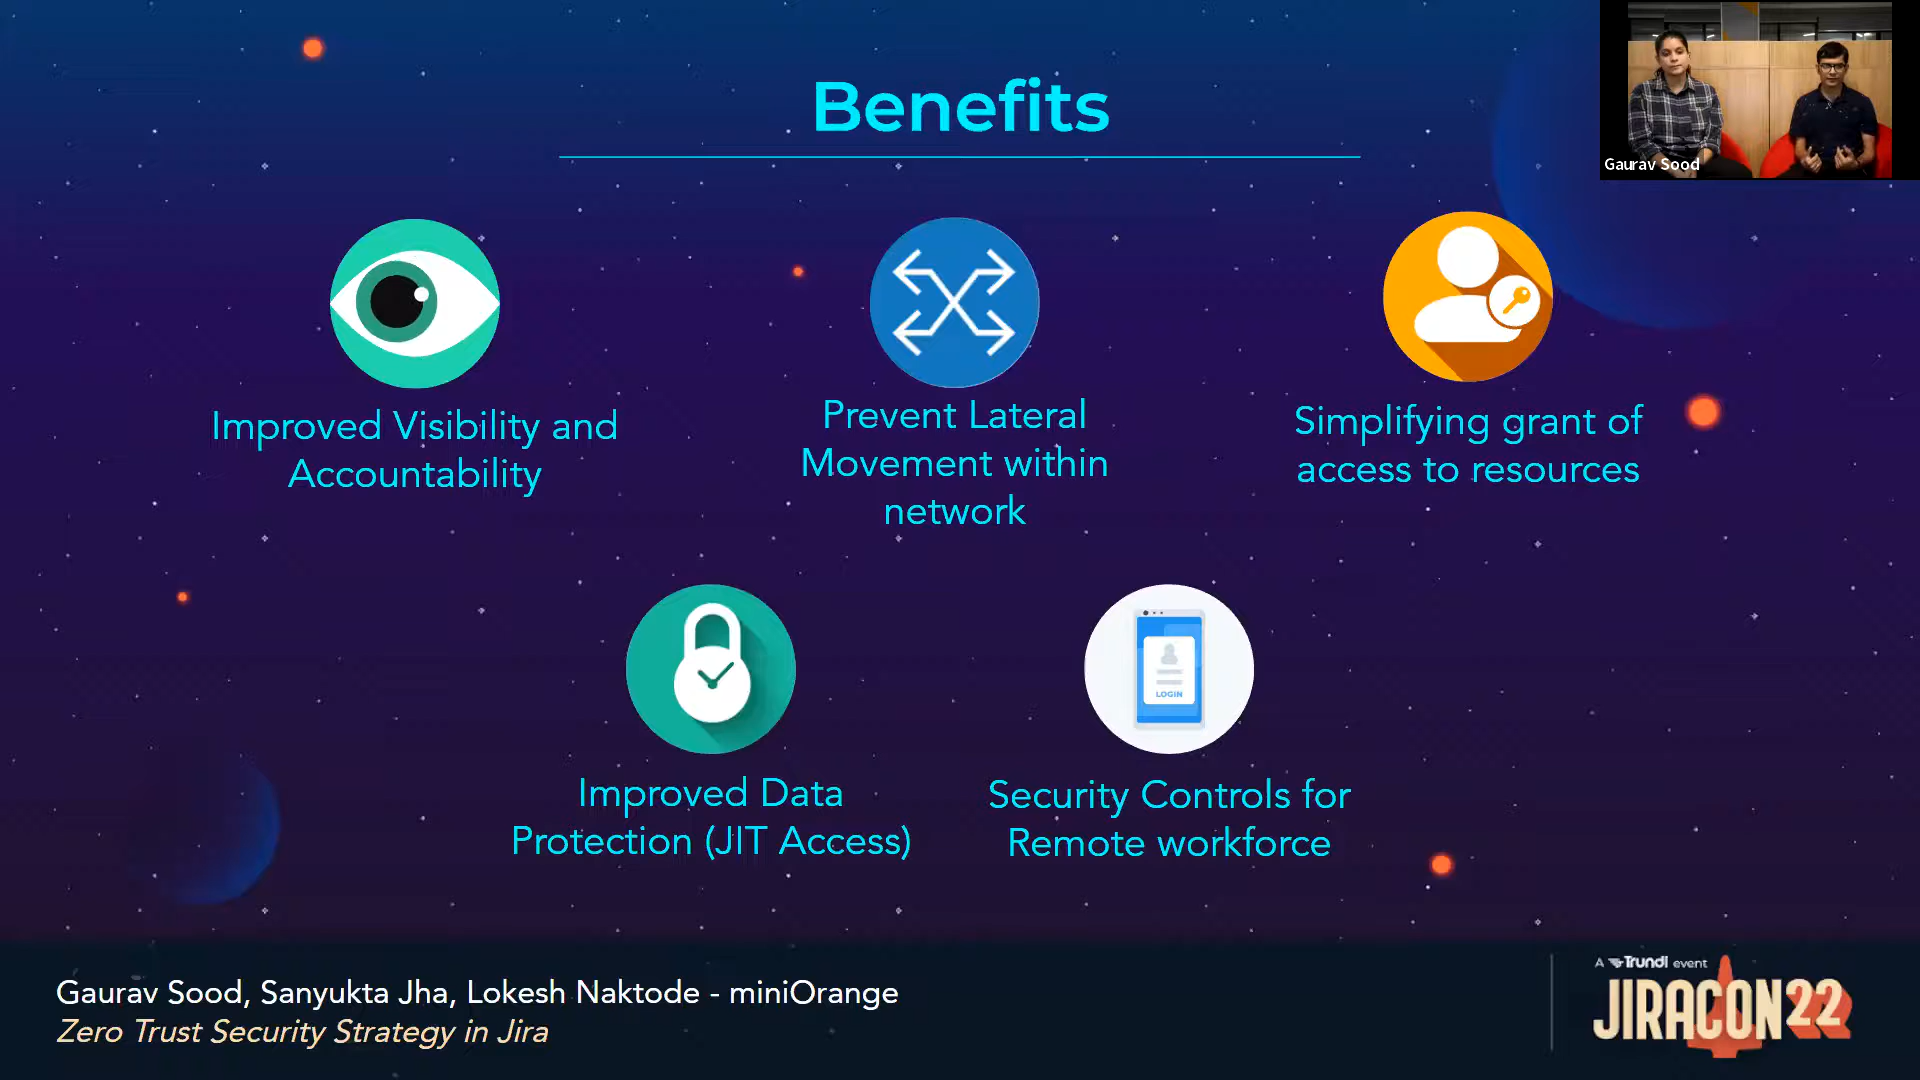 Benefits
Gaurav Sood
Improved Visibility and
Accountability
Prevent Lateral
Movement within
network
Simplifying grant of
access to resources
LOGIN
Improved Data
Protection (JIT Access)
Security Controls for
Remote workforce
Gaurav Sood, Sanyukta Jha, Lokesh Naktode - miniOrange
Zero Trust Security Strategy in Jira
A Trundl event
JIRACON22